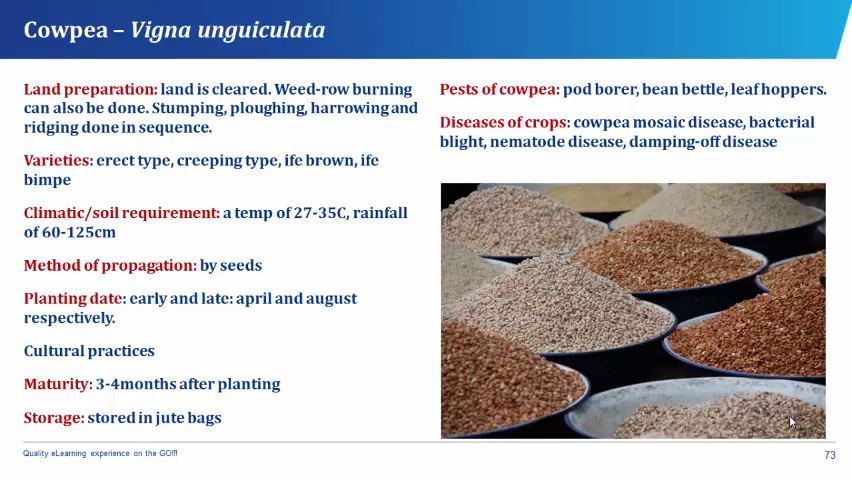 Cowpea – Vigna unguiculata
Land preparation: land is cleared. Weed-row burning
can also be done. Stumping, ploughing, harrowing and
ridging done in sequence.
Varieties: erect type, creeping type, ife brown, ife
bimpe
Climatic/soil requirement: a temp of 27-35C, rainfall
of 60-125cm
Method of propagation: by seeds
Planting date: early and late: april and august
respectively.
Cultural practices
Maturity: 3-4months after planting
Storage: stored in jute bags
Pests of cowpea: pod borer, bean bettle, leaf hoppers.
Diseases of crops: cowpea mosaic disease, bacterial
blight, nematode disease, damping-off disease
Quality eLearning experience on the GO!!!
73